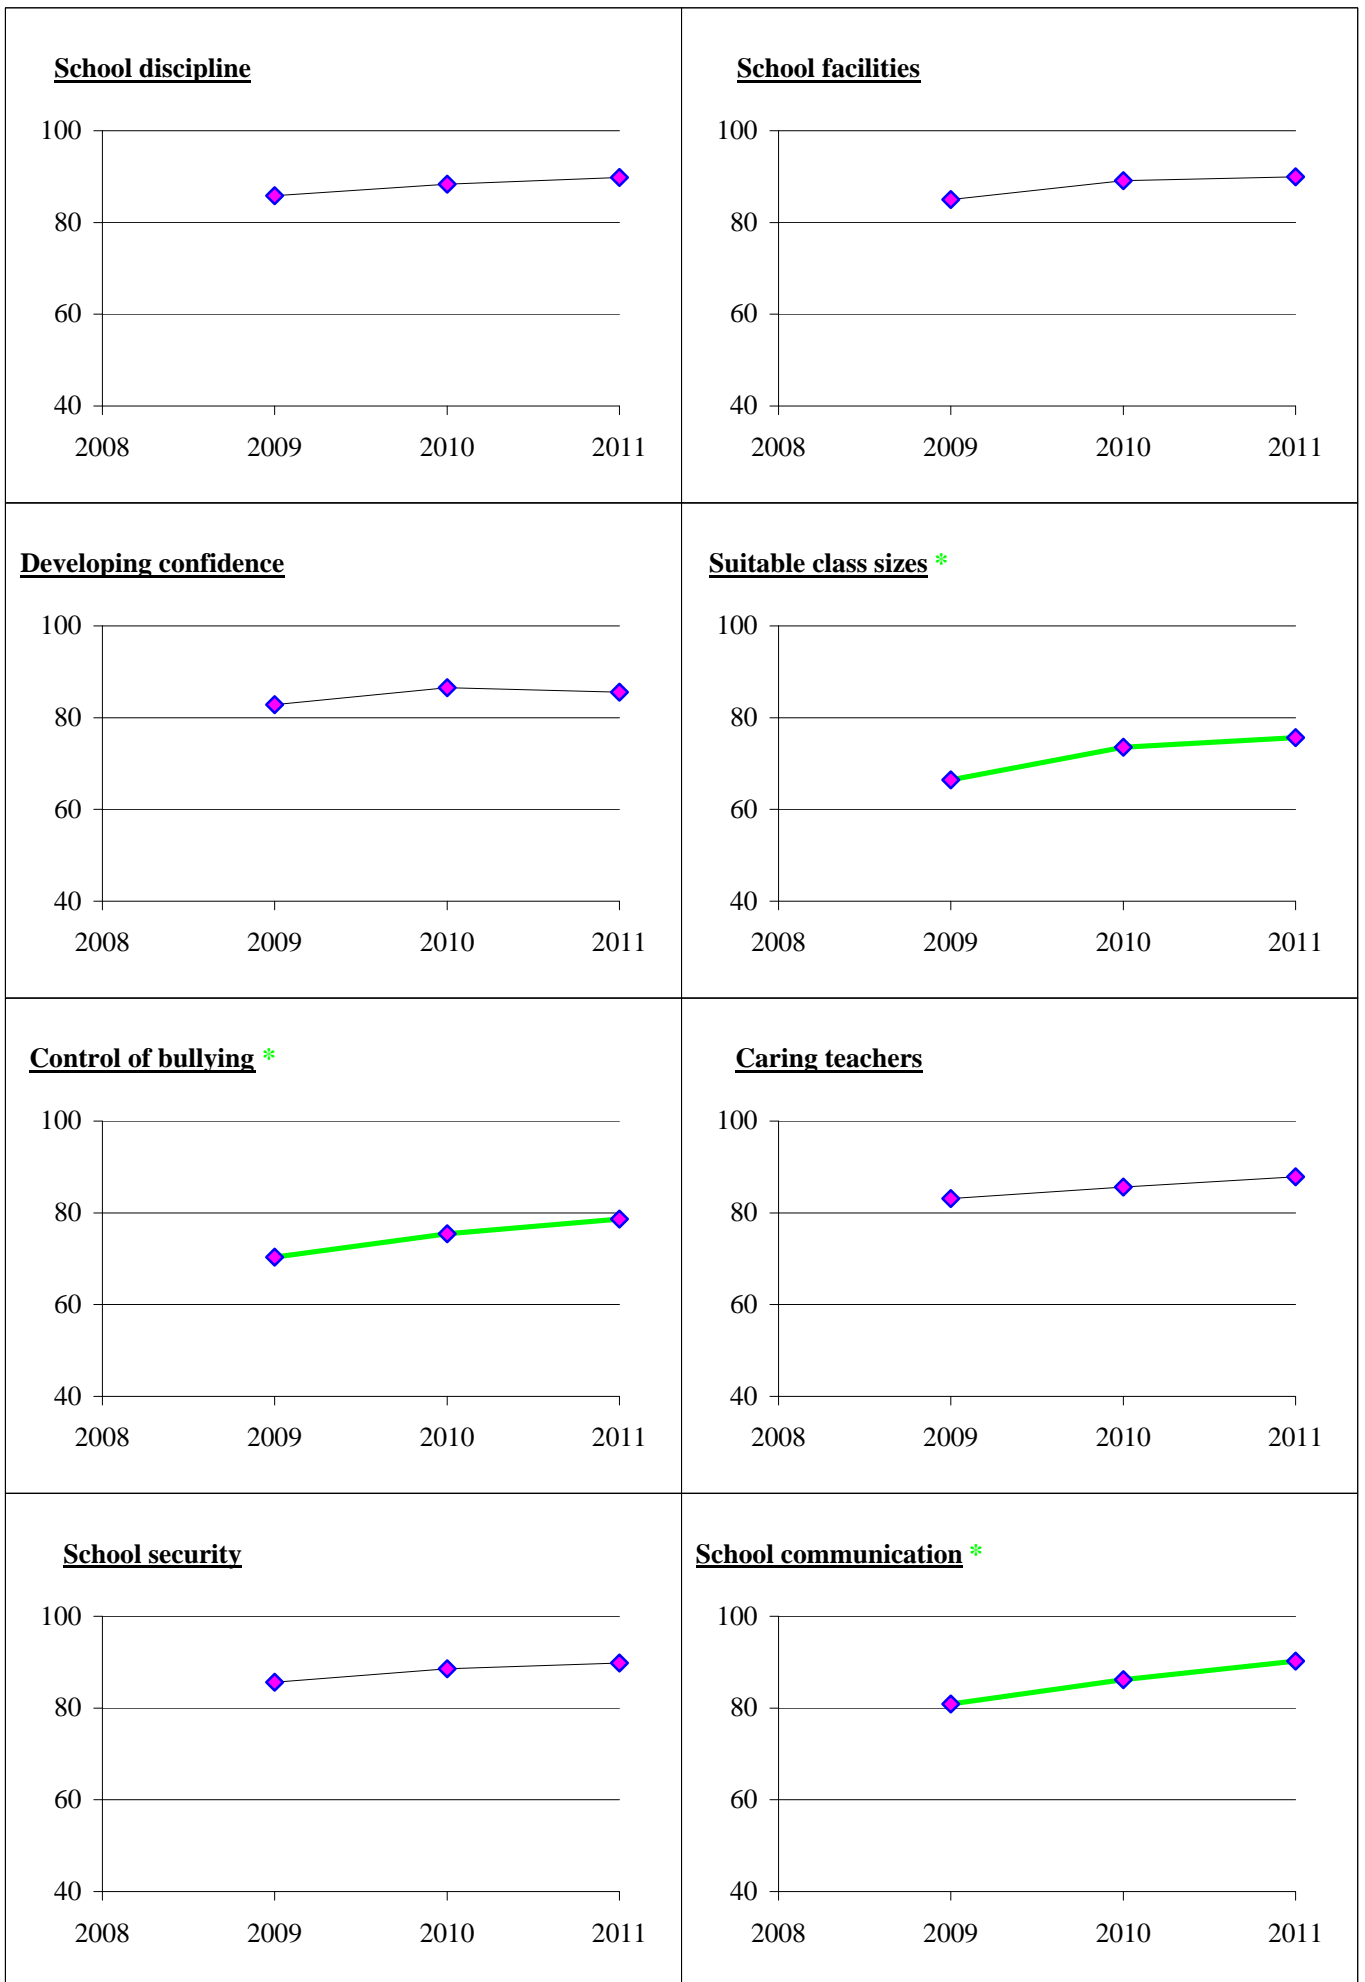 School discipline
100
80
60
40
2008 2009 2010 2011
School facilities
100
80
60
40
2008 2009 2010 2011
Developing confidence
100
80
60
40
2008 2009 2010 2011
Suitable class sizes *
100
80
60
40
2008 2009 2010 2011
Control of bullying *
100
80
60
40
2008 2009 2010 2011
Caring teachers
100
80
60
40
2008 2009 2010 2011
School security
100
80
60
40
2008 2009 2010 2011
School communication *
100
80
60
40
2008 2009 2010 2011